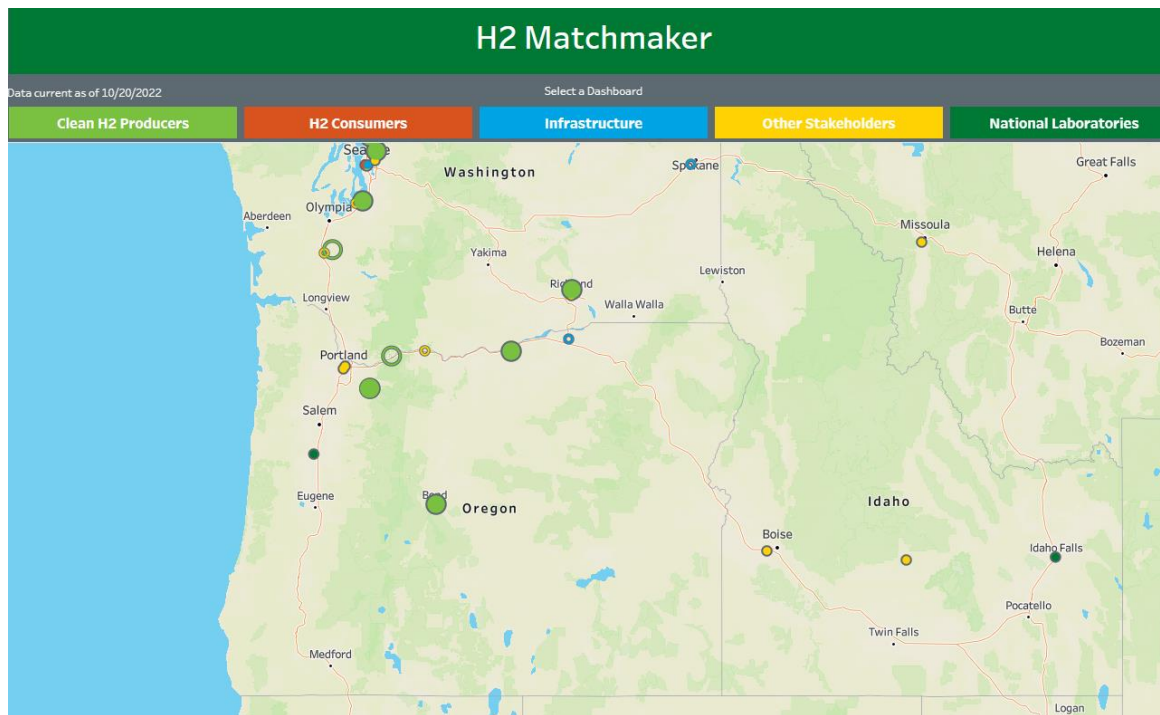 H2 Matchmaker
Data current as of 10/20/2022
Select a Dashboard
Clean H2 Producers
H2 Consumers
Infrastructure
Other Stakeholders
National Laboratories
Washington
Spokane
Great Falls
Aberdeen
Olympia
Missoula
Yakima
Helena
Lewiston
Longview
Walla Walla
Butte
Portland
Bozeman
Salem
Eugene
Oregon
Idaho
Boise
Idaho Falls
Pocatello
Twin Falls
Medford
Logan